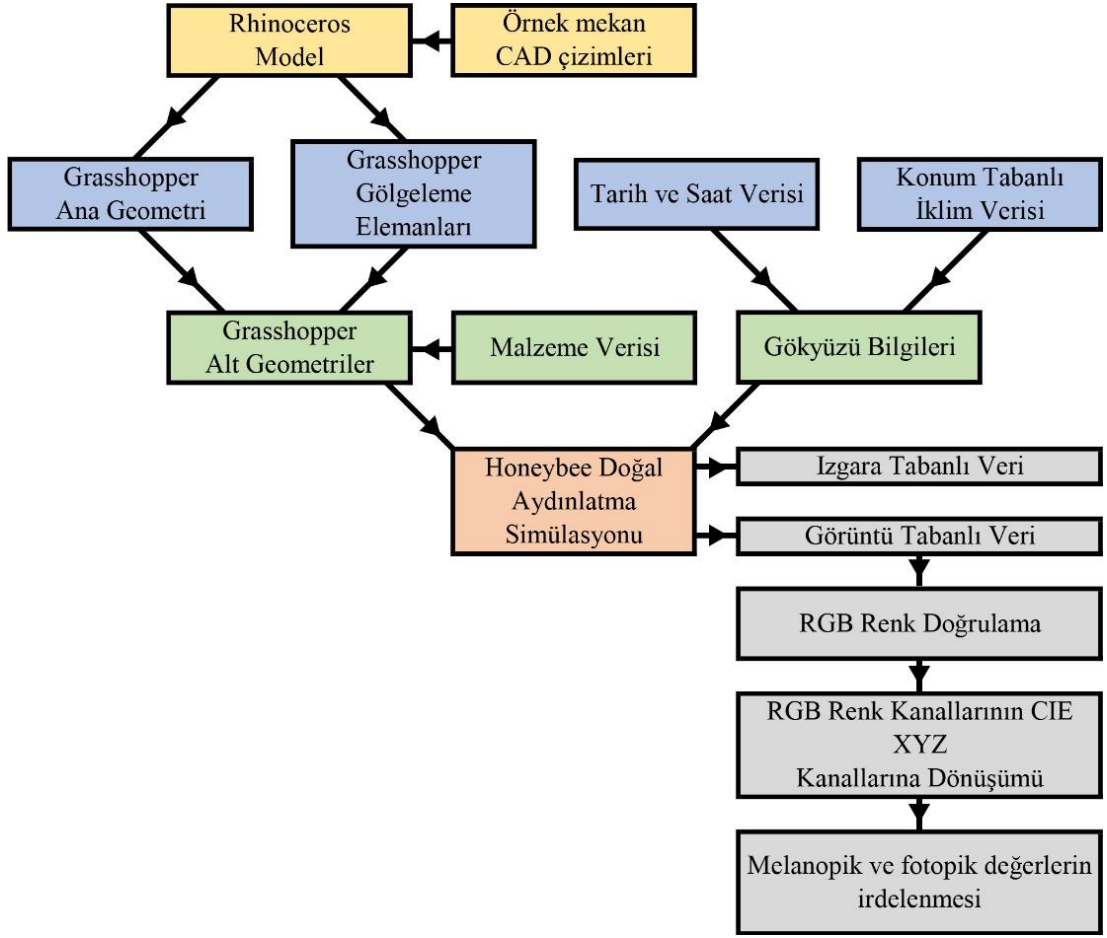 Rhinoceros
Model
Örnek mekan
CAD çizimleri
Grasshopper
Ana Geometri
Grasshopper
Gölgeleme
Elemanları
Tarih ve Saat Verisi
Konum Tabanlı
İklim Verisi
Grasshopper
Alt Geometriler
Malzeme Verisi
Gökyüzü Bilgileri
Honeybee Doğal
Aydınlatma
Simülasyonu
Izgara Tabanlı Veri
Görüntü Tabanlı Veri
RGB Renk Doğrulama
RGB Renk Kanallarının CIE
XYZ
Kanallarına Dönüşümü
Melanopik ve fotopik değerlerin
irdelenmesi